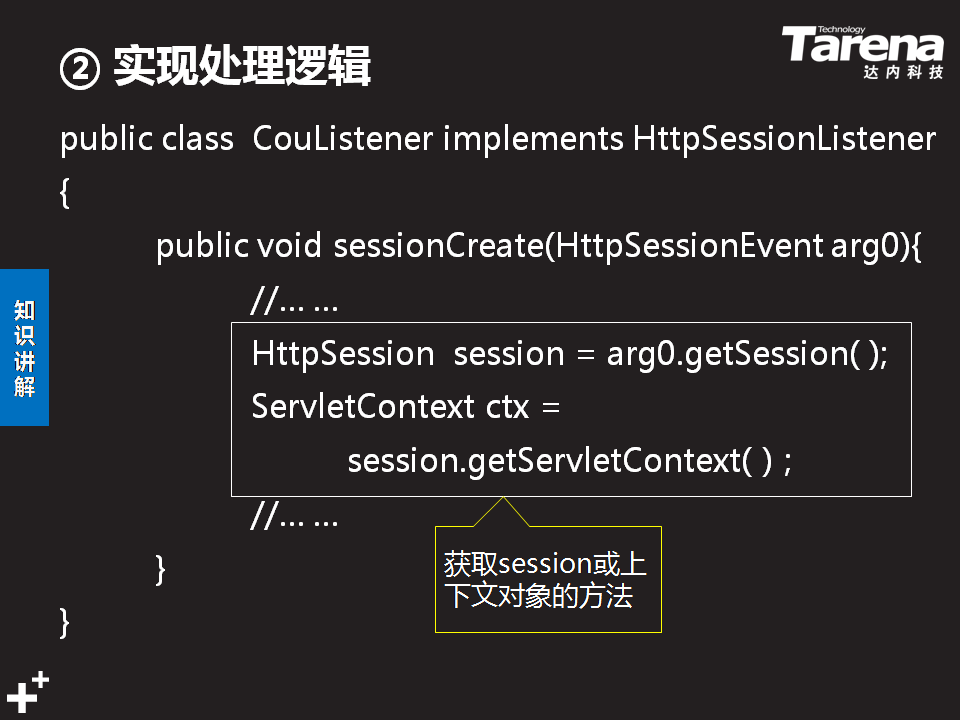 ② 实现处理逻辑
Technology
Tarena
达内科技
public class  CouListener implements HttpSessionListener
{
public void sessionCreate(HttpSessionEvent arg0){
//… …
HttpSession  session = arg0.getSession( );
ServletContext ctx =
session.getServletContext( ) ;
//… …
}
}
知识讲解
获取session或上
下文对象的方法